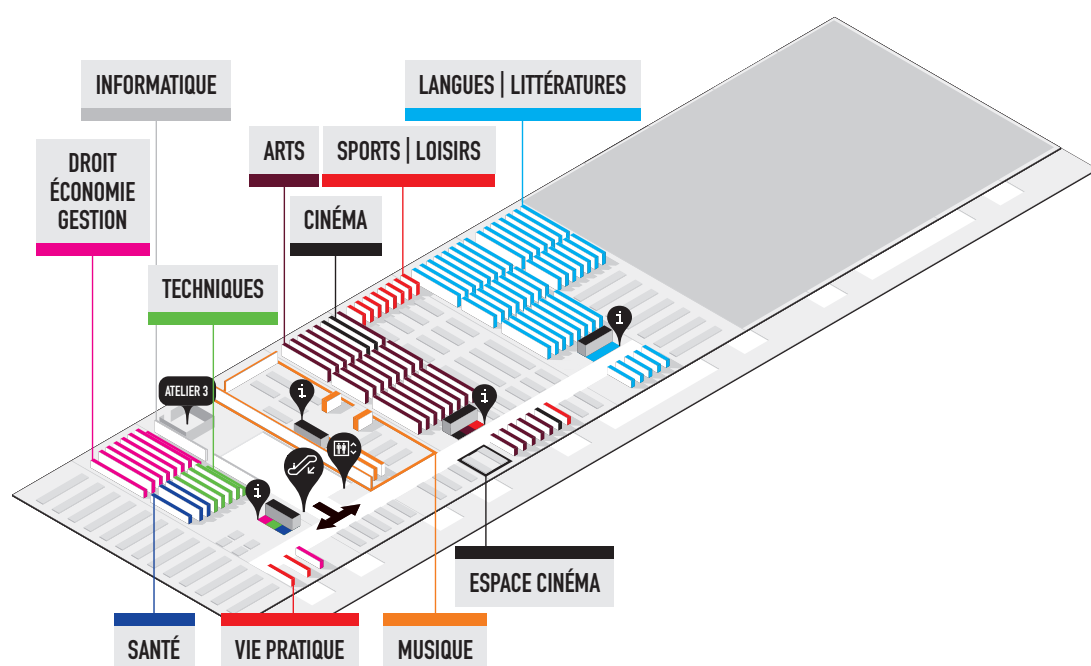 INFORMATIQUE
LANGUES | LITTÉRATURES
DROIT
ÉCONOMIE
GESTION
ARTS
SPORTS | LOISIRS
CINÉMA
TECHNIQUES
i
ATELIER 3
i
i
i
ESPACE CINÉMA
SANTÉ
VIE PRATIQUE
MUSIQUE